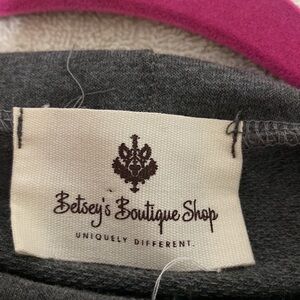 Betsey's Boutique Shop
UNIQUELY DIFFERENT.